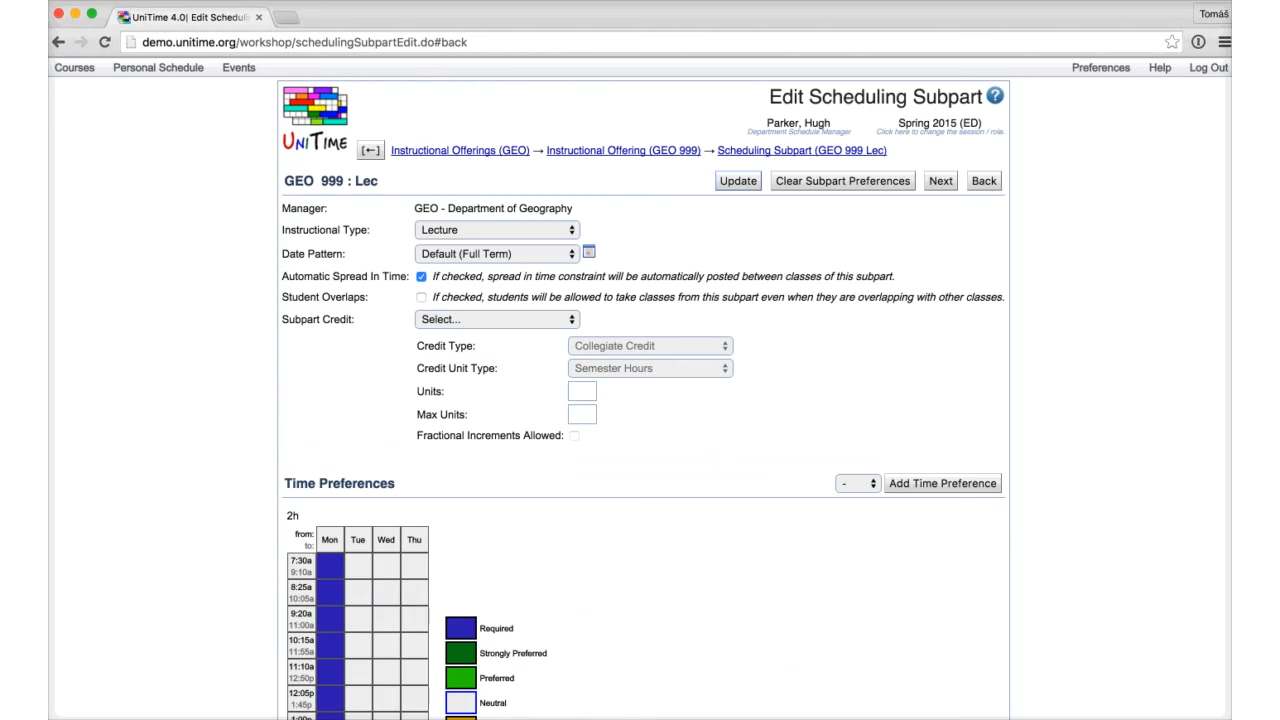 UniTime 4.0| Edit Scheduli
Tomáš
demo.unitime.org/workshop/schedulingSubpartEdit.do#back
Courses Personal Schedule Events Preferences Help Log Out
UNITIME
Edit Scheduling Subpart ?
Parker, Hugh Spring 2015 (ED)
Department Schedule Manager Click here to change the session / role.
[←] Instructional Offerings (GEO) → Instructional Offering (GEO 999) → Scheduling Subpart (GEO 999 Lec)
GEO 999 : Lec Update Clear Subpart Preferences Next Back
Manager: GEO - Department of Geography
Instructional Type: Lecture
Date Pattern: Default (Full Term)
Automatic Spread In Time: If checked, spread in time constraint will be automatically posted between classes of this subpart.
Student Overlaps: If checked, students will be allowed to take classes from this subpart even when they are overlapping with other classes.
Subpart Credit: Select...
Credit Type: Collegiate Credit
Credit Unit Type: Semester Hours
Units:
Max Units:
Fractional Increments Allowed:
Time Preferences - Add Time Preference
2h
from: to: Mon Tue Wed Thu
7:30a
9:10a
8:25a
10:05a
9:20a
11:00a
10:15a
11:55a
11:10a
12:50p
12:05p
1:45p
1:00p
Required
Strongly Preferred
Preferred
Neutral